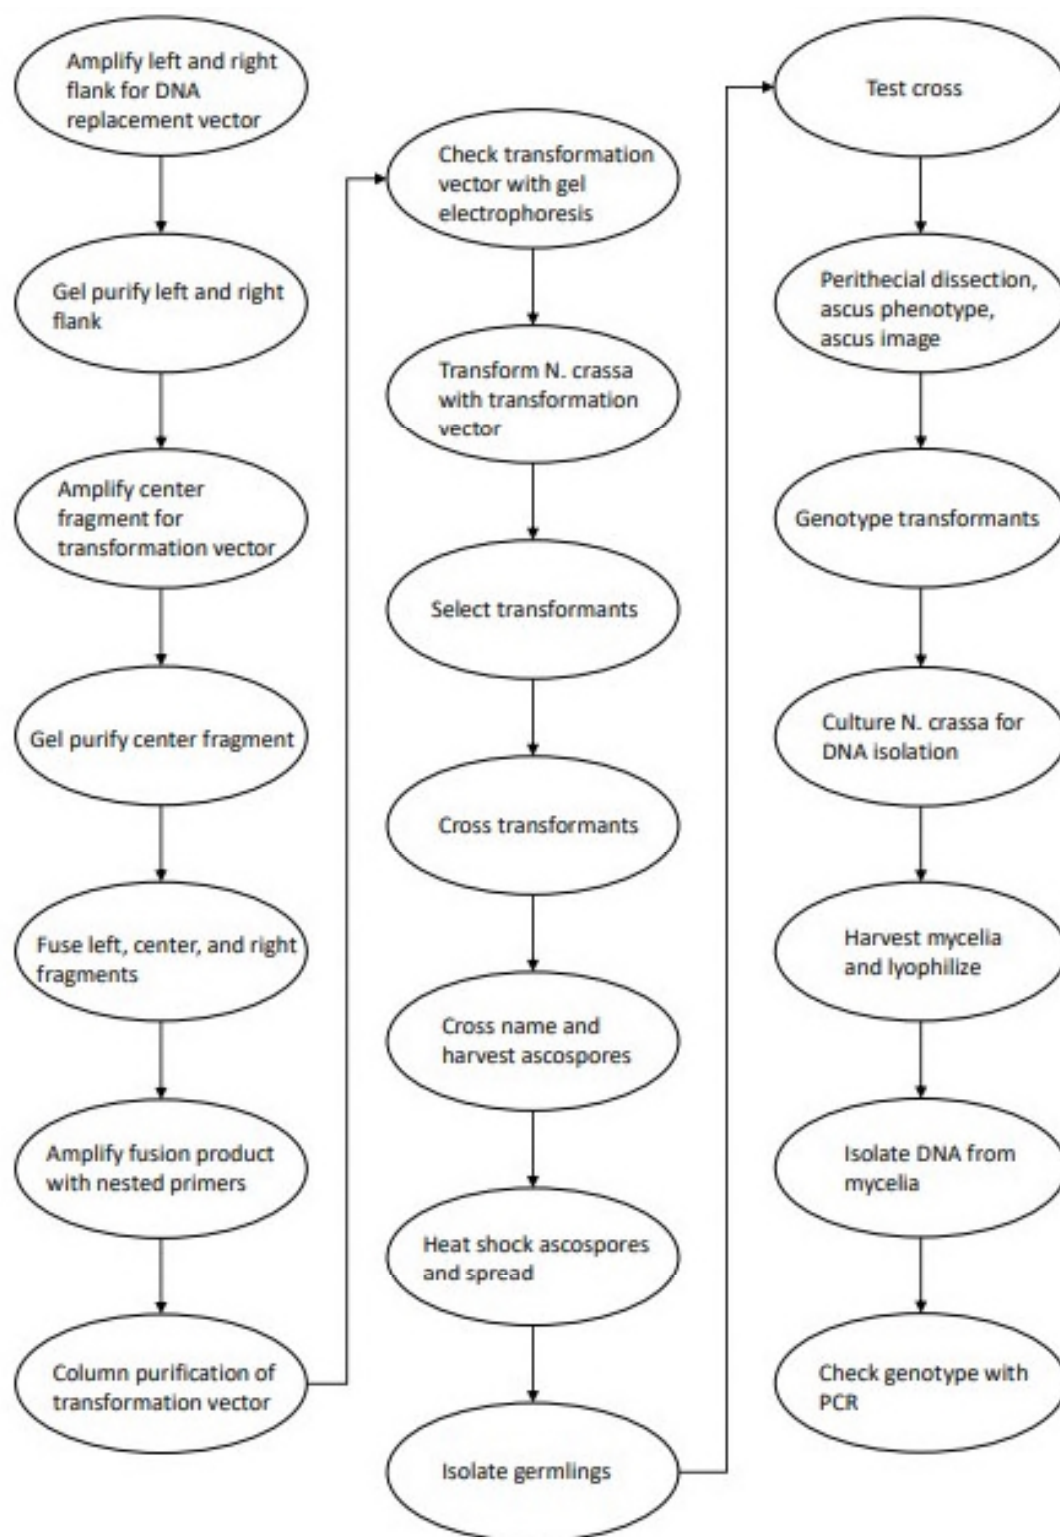 Amplify left and right
flank for DNA
replacement vector
Gel purify left and right
flank
Amplify center
fragment for
transformation vector
Gel purify center fragment
Fuse left, center, and right
fragments
Amplify fusion product
with nested primers
Column purification of
transformation vector
Check transformation
vector with gel
electrophoresis
Transform N. crassa
with transformation
vector
Select transformants
Cross transformants
Cross name and
harvest ascospores
Heat shock ascospores
and spread
Isolate germlings
Test cross
Perithecial dissection,
ascus phenotype,
ascus image
Genotype transformants
Culture N. crassa for
DNA isolation
Harvest mycelia
and lyophilize
Isolate DNA from
mycelia
Check genotype with
PCR